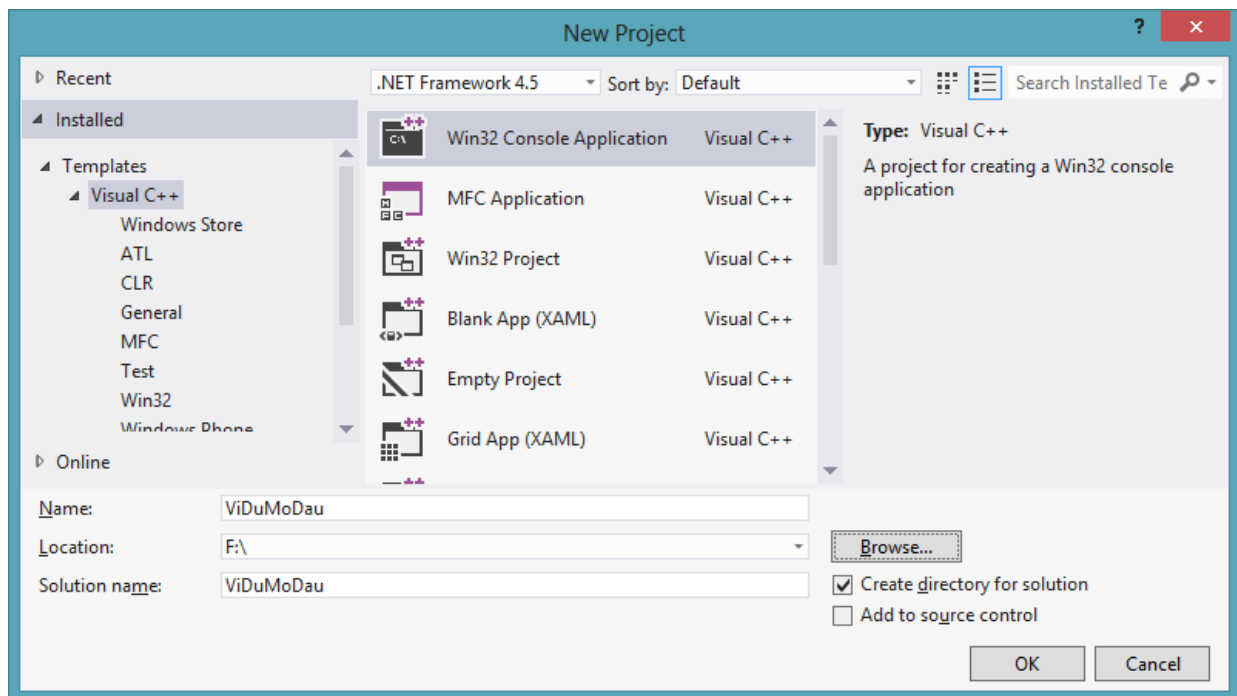 New Project
?
Recent
Installed
Templates
Visual C++
Windows Store
ATL
CLR
General
MFC
Test
Win32
Windows Phone
Online
.NET Framework 4.5 Sort by: Default Search Installed Te
C:\ Win32 Console Application Visual C++
MFC Application Visual C++
Win32 Project Visual C++
Blank App (XAML) Visual C++
Empty Project Visual C++
Grid App (XAML) Visual C++
Type: Visual C++
A project for creating a Win32 console
application
Name: ViDuMoDau
Location: F:\ Browse...
Solution name: ViDuMoDau
Create directory for solution
Add to source control
OK Cancel